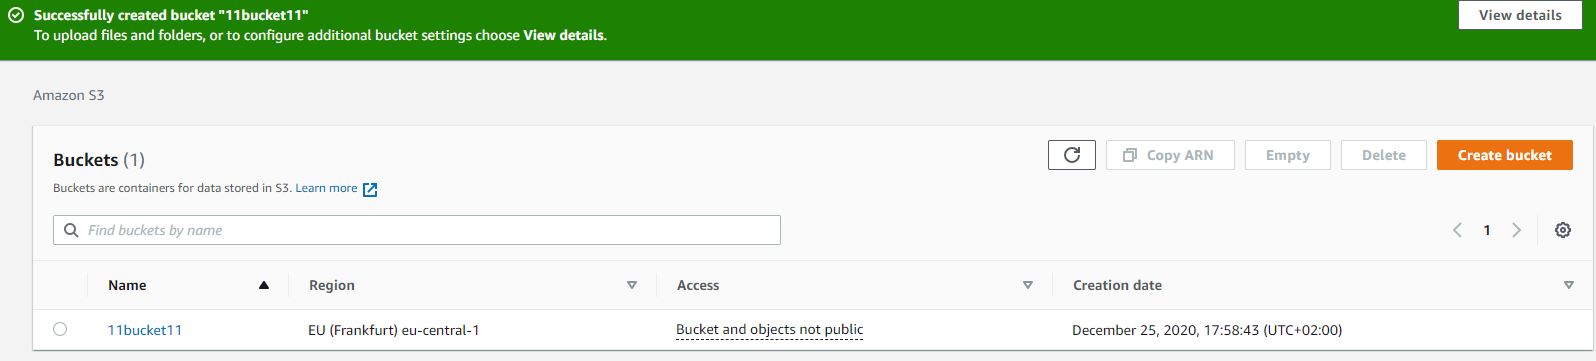 Successfully created bucket "11bucket11"
To upload files and folders, or to configure additional bucket settings choose View details.
View details
Amazon S3
Buckets (1)
Copy ARN
Empty
Delete
Create bucket
Buckets are containers for data stored in S3. Learn more
Find buckets by name
1
Name Region Access Creation date
11bucket11 EU (Frankfurt) eu-central-1 Bucket and objects not public December 25, 2020, 17:58:43 (UTC+02:00)